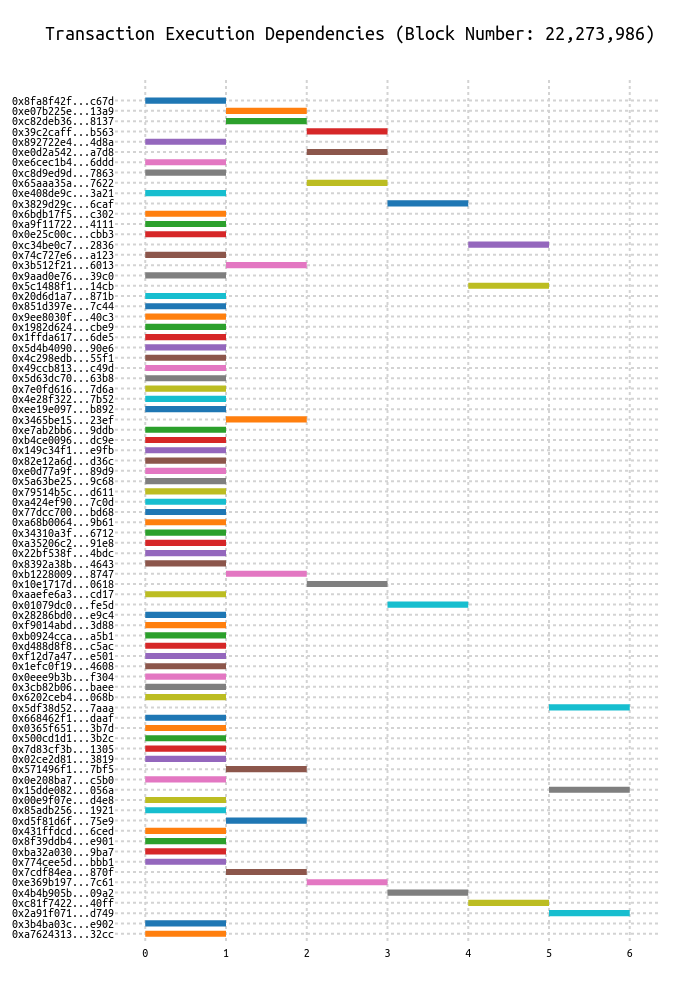 Transaction Execution Dependencies (Block Number: 22,273,986)
0x8fa8f42f...c67d
0xe07b225e...13a9
0xc82deb36...8137
0x39c2caff...b563
0x892722e4...4d8a
0xe0d2a542...a7d8
0xe6cec1b4...6ddd
0xc8d9ed9d...7863
0x65aaa35a...7622
0xe408de9c...3a21
0x3829d29c...6caf
0x6bdb17f5...c302
0xa9f11722...4111
0x0e25c00c...cbb3
0xc34be0c7...2836
0x74c727e6...a123
0x3b512f21...6013
0x9aad0e76...39c0
0x5c1488f1...14cb
0x20d6d1a7...871b
0x851d397e...7c44
0x9ee8030f...40c3
0x1982d624...cbe9
0x1ffda617...6de5
0x5d4b4090...90e6
0x4c298edb...55f1
0x49ccb813...c49d
0x5d63dc70...63b8
0x7e0fd616...7d6a
0x4e28f322...7b52
0xee19e097...b892
0x3465be15...23ef
0xe7ab2bb6...9ddb
0xb4ce0096...dc9e
0x149c34f1...e9fb
0x82e12a6d...d36c
0xe0d77a9f...89d9
0x5a63be25...9c68
0x79514b5c...d611
0xa424ef90...7c0d
0x77dcc700...bd68
0xa68b0064...9b61
0x34310a3f...6712
0xa35206c2...91e8
0x22bf538f...4bdc
0x8392a38b...4643
0xb1228009...8747
0x10e1717d...0618
0xaaefe6a3...cd17
0x01079dc0...fe5d
0x28286bd0...e9c4
0xf9014abd...3d88
0xb0924cca...a5b1
0xd488d8f8...c5ac
0xf12d7a47...e501
0x1efc0f19...4608
0x0eee9b3b...f304
0x3cb82b06...baee
0x6202ceb4...068b
0x5df38d52...7aaa
0x668462f1...daaf
0x0365f651...3b7d
0x500cd1d1...3b2c
0x7d83cf3b...1305
0x02ce2d81...3819
0x571496f1...7bf5
0x0e208ba7...c5b0
0x15dde082...056a
0x00e9f07e...d4e8
0x85adb256...1921
0xd5f81d6f...75e9
0x431ffdcd...6ced
0x8f39ddb4...e901
0xba32a030...9ba7
0x774cee5d...bbb1
0x7cdf84ea...870f
0xe369b197...7c61
0x4b4b905b...09a2
0xc81f7422...40ff
0x2a91f071...d749
0x3b4ba03c...e902
0xa7624313...32cc
0 1 2 3 4 5 6